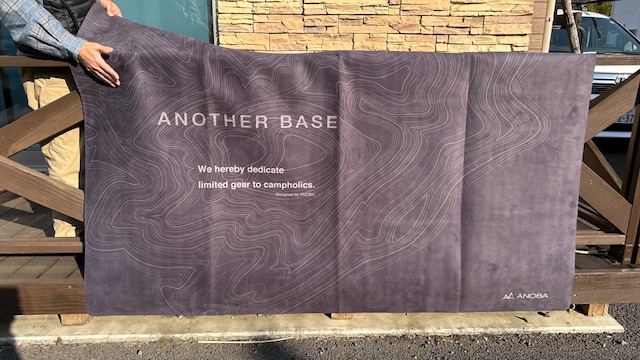 ANOTHER BASE
We hereby dedicate
limited gear to campholics.
Designed by ANOBA
ANOBA